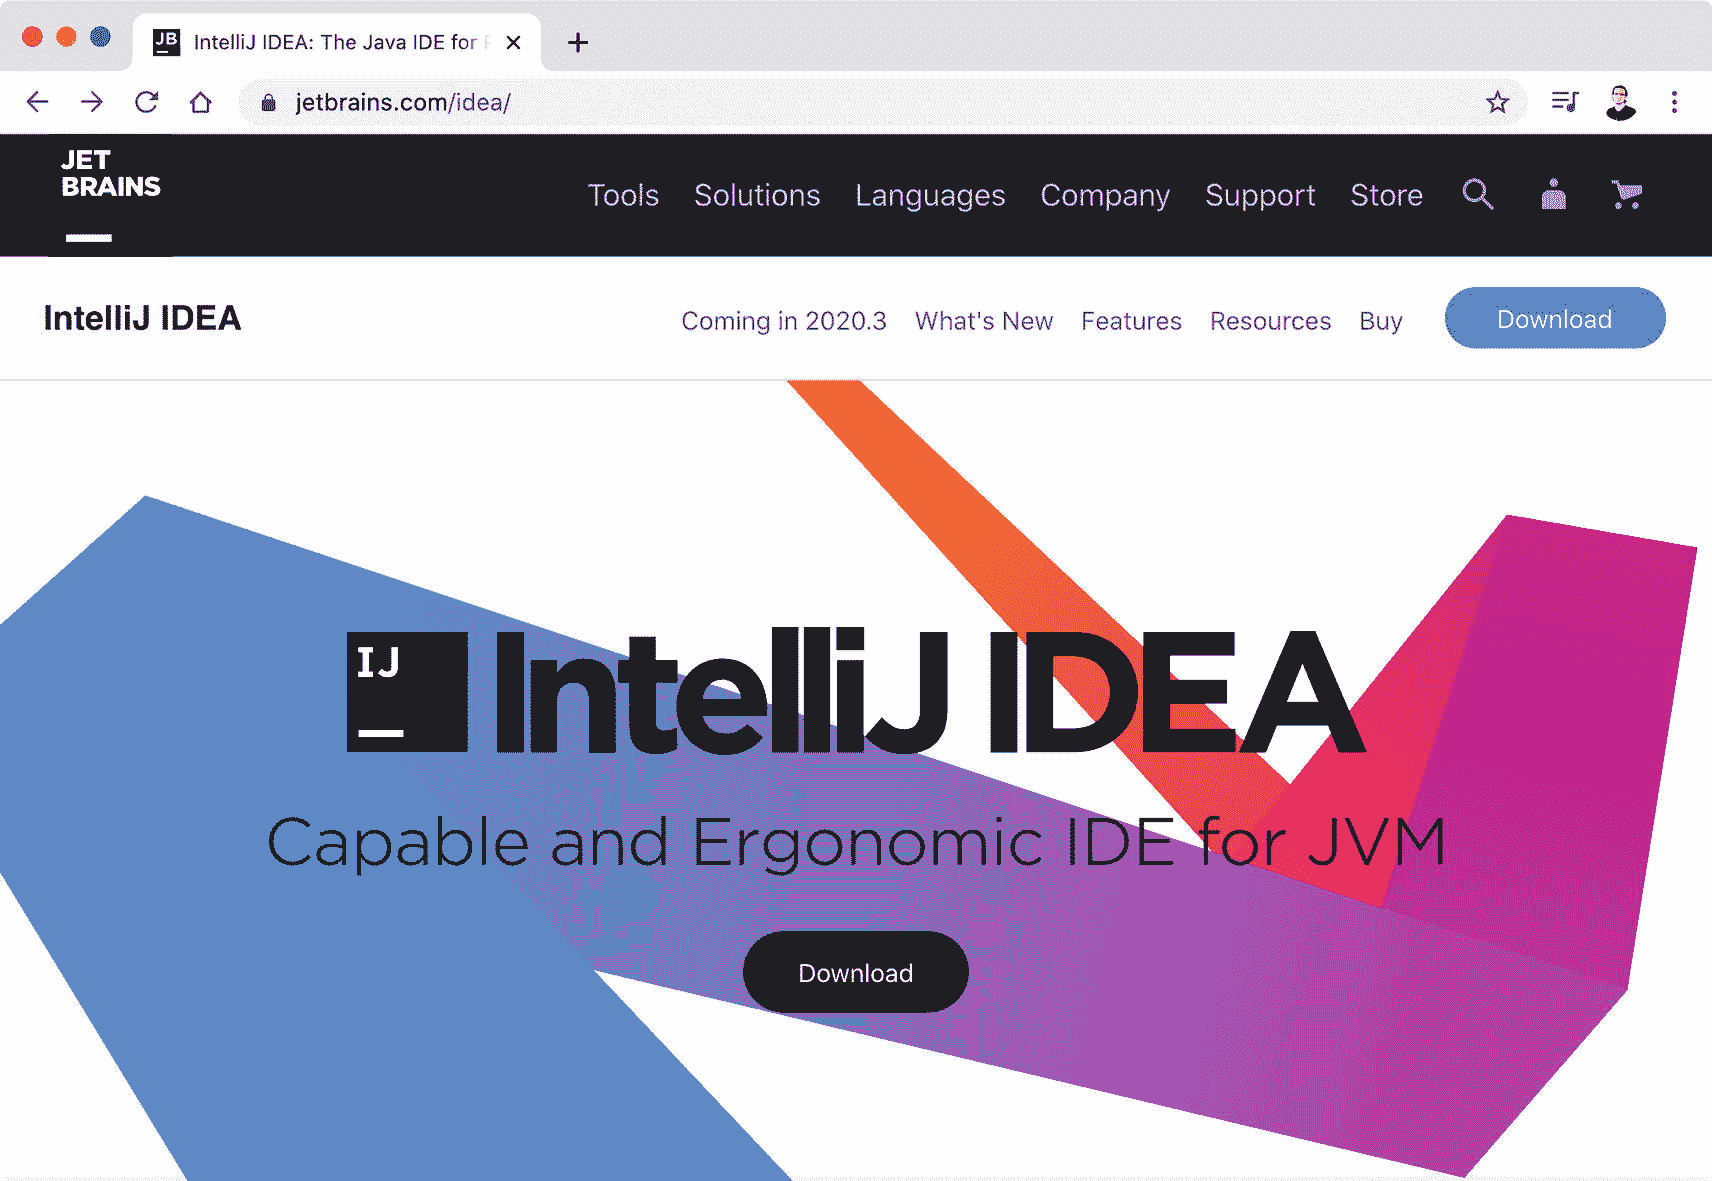 JB IntelliJ IDEA: The Java IDE for
jetbrains.com/idea/
JET
BRAINS
Tools Solutions Languages Company Support Store
IntelliJ IDEA
Coming in 2020.3 What's New Features Resources Buy Download
IJ IntelliJ IDEA
Capable and Ergonomic IDE for JVM
Download